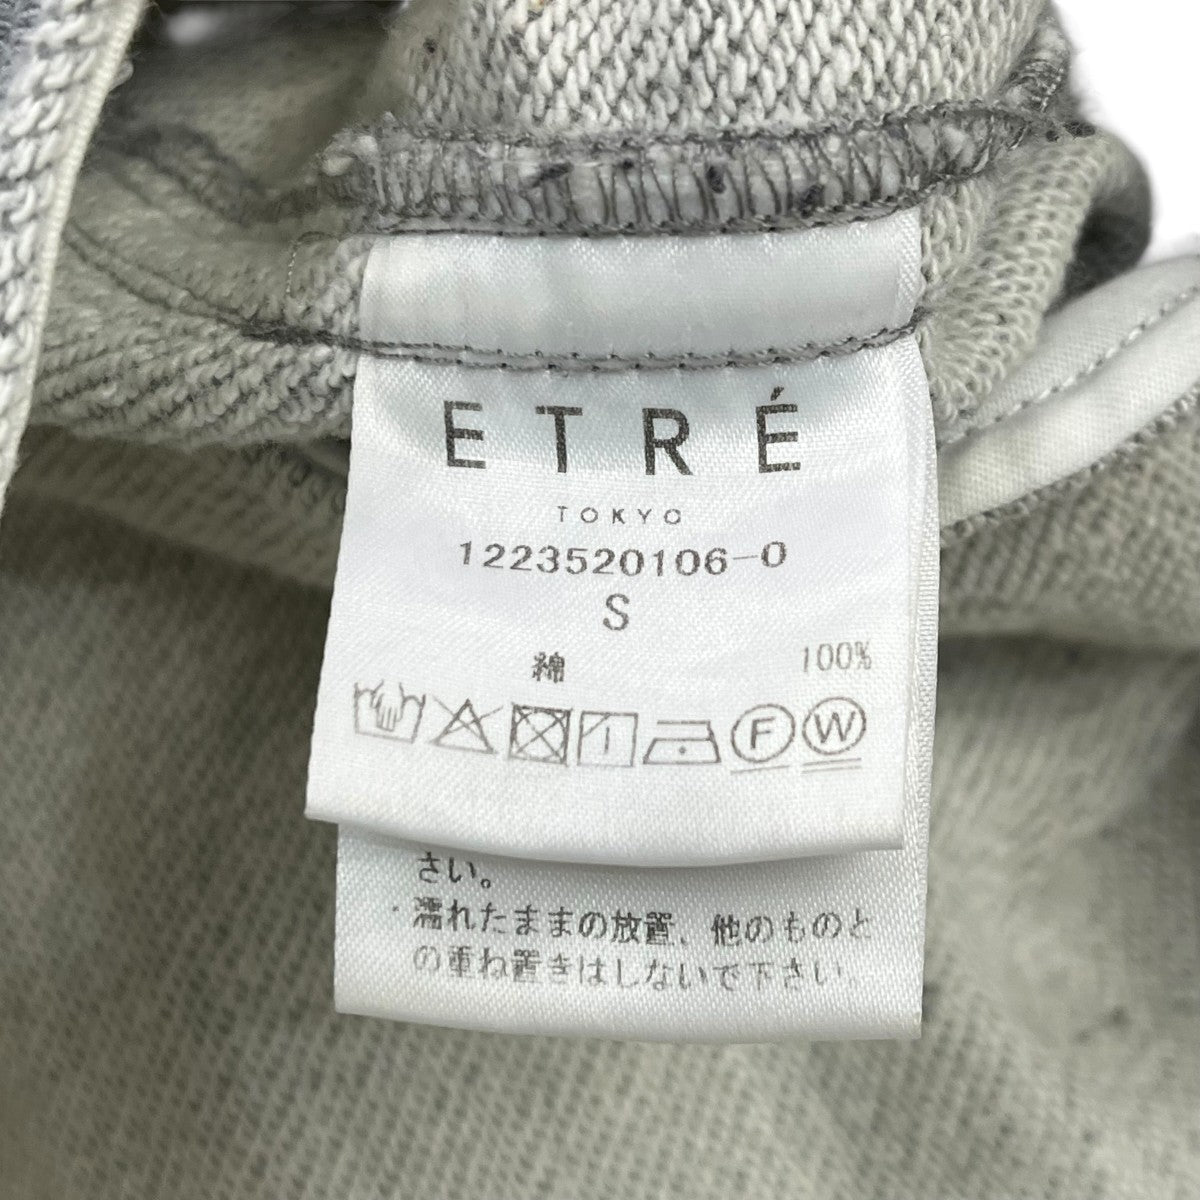 ETRÉ
TOKYO
1223520106-0
S
綿 100%
F W
さい。
・濡れたままの放置、他のものと
の重ね置きはしないで下さい。